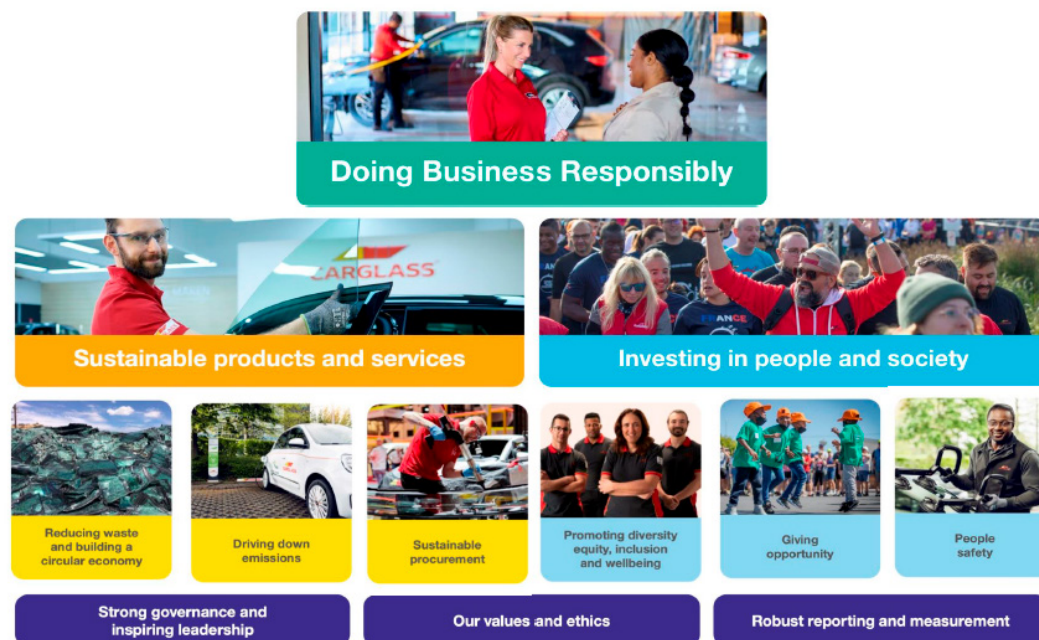 Doing Business Responsibly
CARGLASS
Sustainable products and services
Investing in people and society
FRANCE
Reducing waste
and building a
circular economy
Driving down
emissions
Sustainable
procurement
Promoting diversity
equity, inclusion
and wellbeing
Giving
opportunity
People
safety
Strong governance and
inspiring leadership
Our values and ethics
Robust reporting and measurement